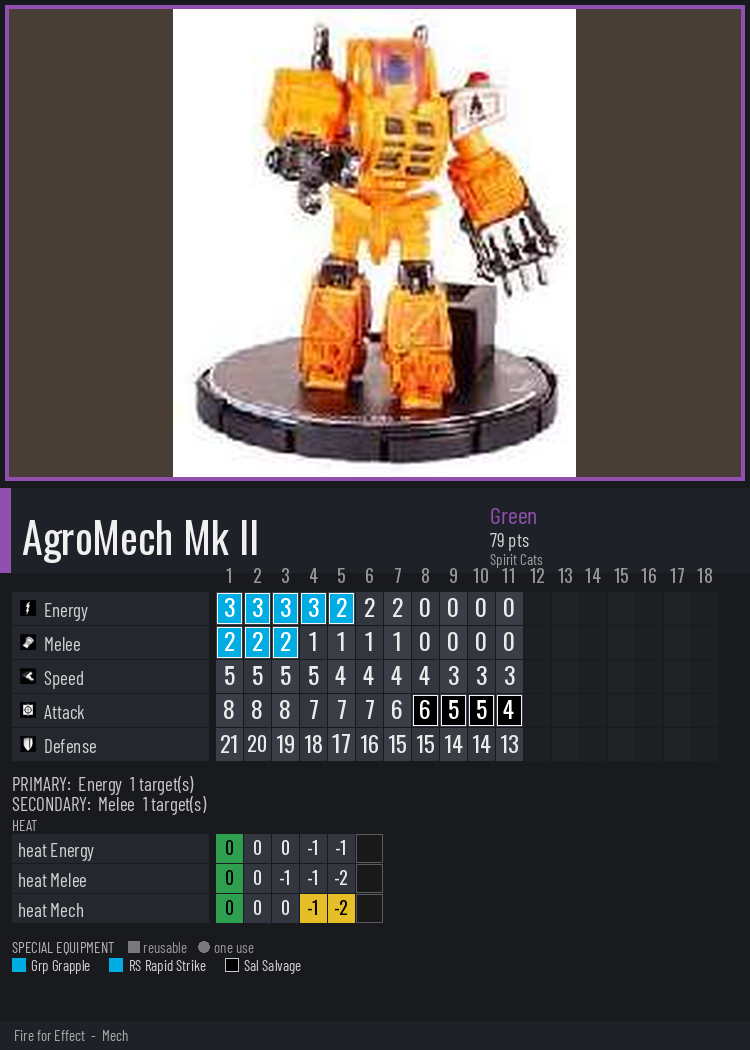 AgroMech Mk II
Green
79 pts
Spirit Cats
1 2 3 4 5 6 7 8 9 10 11 12 13 14 15 16 17 18
Energy 3 3 3 3 2 2 2 0 0 0 0
Melee 2 2 2 1 1 1 1 0 0 0 0
Speed 5 5 5 5 4 4 4 4 3 3 3
Attack 8 8 8 7 7 7 6 6 5 5 4
Defense 21 20 19 18 17 16 15 15 14 14 13
PRIMARY: Energy 1 target(s)
SECONDARY: Melee 1 target(s)
HEAT
heat Energy 0 0 0 -1 -1
heat Melee 0 0 -1 -1 -2
heat Mech 0 0 0 -1 -2
SPECIAL EQUIPMENT reusable one use
Grp Grapple RS Rapid Strike Sal Salvage
Fire for Effect - Mech